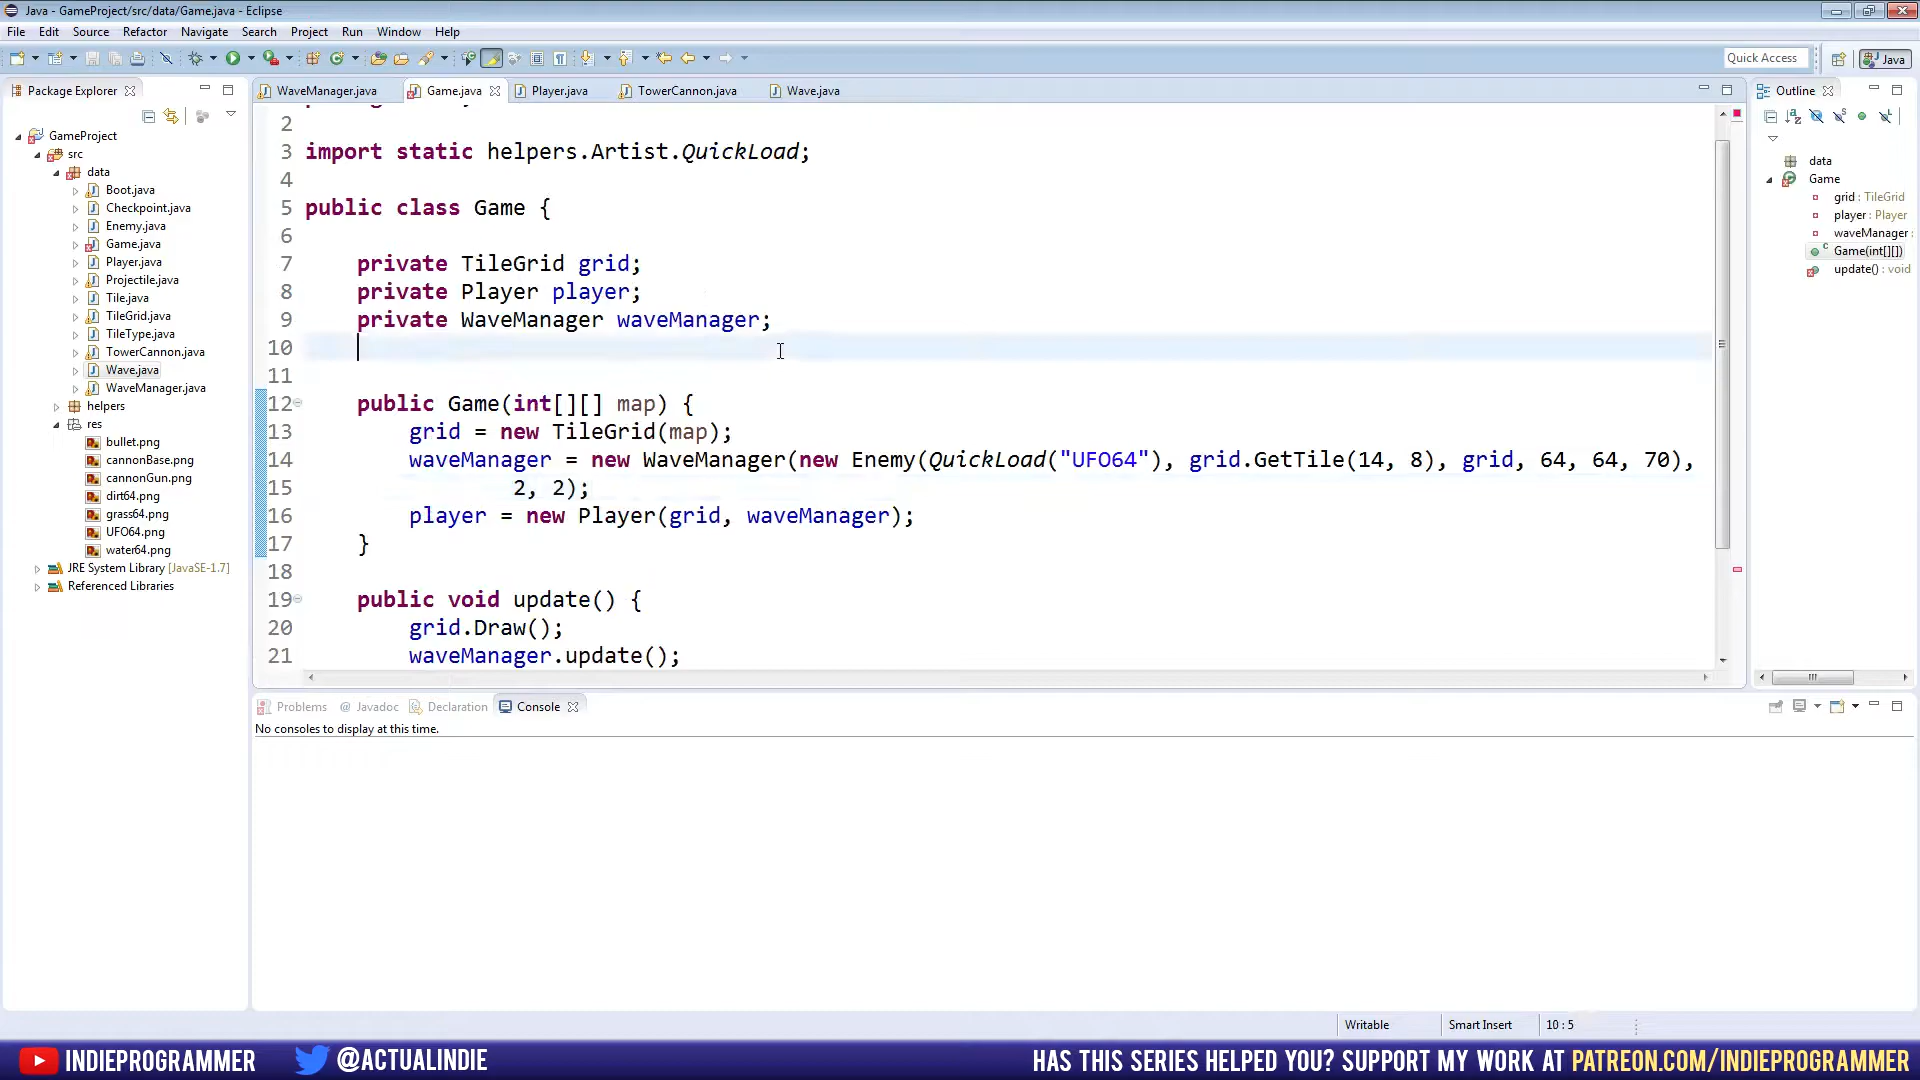 Java - GameProject/src/data/Game.java - Eclipse
File Edit Source Refactor Navigate Search Project Run Window Help
Quick Access
Java
Package Explorer
WaveManager.java
Game.java
Player.java
TowerCannon.java
Wave.java
Outline
GameProject
src
data
Boot.java
Checkpoint.java
Enemy.java
Game.java
Player.java
Projectile.java
Tile.java
TileGrid.java
TileType.java
TowerCannon.java
Wave.java
WaveManager.java
helpers
res
bullet.png
cannonBase.png
cannonGun.png
dirt64.png
grass64.png
UFO64.png
water64.png
JRE System Library [JavaSE-1.7]
Referenced Libraries
2
3 import static helpers.Artist.QuickLoad;
4
5 public class Game {
6
7 private TileGrid grid;
8 private Player player;
9 private WaveManager waveManager;
10
11
12 public Game(int[][] map) {
13 grid = new TileGrid(map);
14 waveManager = new WaveManager(new Enemy(QuickLoad("UFO64"), grid.GetTile(14, 8), grid, 64, 64, 70),
15 2, 2);
16 player = new Player(grid, waveManager);
17 }
18
19 public void update() {
20 grid.Draw();
21 waveManager.update();
data
Game
grid : TileGrid
player : Player
waveManager :
Game(int[][])
update() : void
Problems @ Javadoc Declaration Console
No consoles to display at this time.
Writable Smart Insert 10 : 5
INDIEPROGRAMMER @ACTUALINDIE HAS THIS SERIES HELPED YOU? SUPPORT MY WORK AT PATREON.COM/INDIEPROGRAMMER